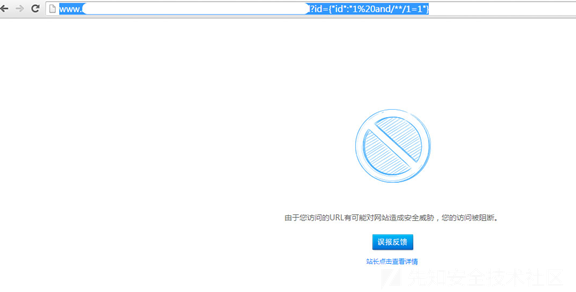 www.
?id={"id":"1%20and/**/1=1"}
由于您访问的URL有可能对网站造成安全威胁，您的访问被阻断。
误报反馈
站长点击查看详情
先知安全技术社区